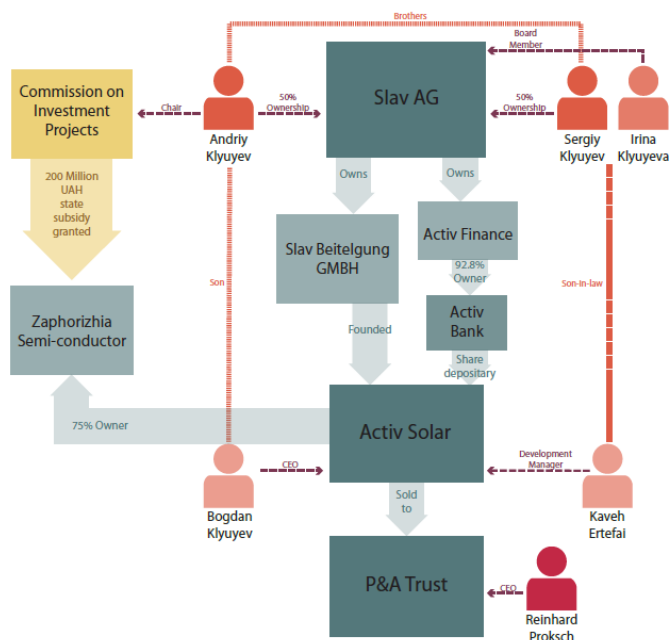 Brothers
Board
Member
Commission on
Investment
Projects
Chair
50%
Ownership
Slav AG
50%
Ownership
Andriy
Klyuyev
Sergiy
Klyuyev
Irina
Klyuyeva
200 Million
UAH
state
subsidy
granted
Owns
Owns
Slav Beitelgung
GMBH
Activ Finance
92.8%
Owner
Son
Son-In-law
Zaphorizhia
Semi-conductor
Activ
Bank
Founded
Share
depositary
75% Owner
Activ Solar
CEO
Development
Manager
Bogdan
Klyuyev
Kaveh
Ertefai
Sold
to
P&A Trust
CEO
Reinhard
Proksch